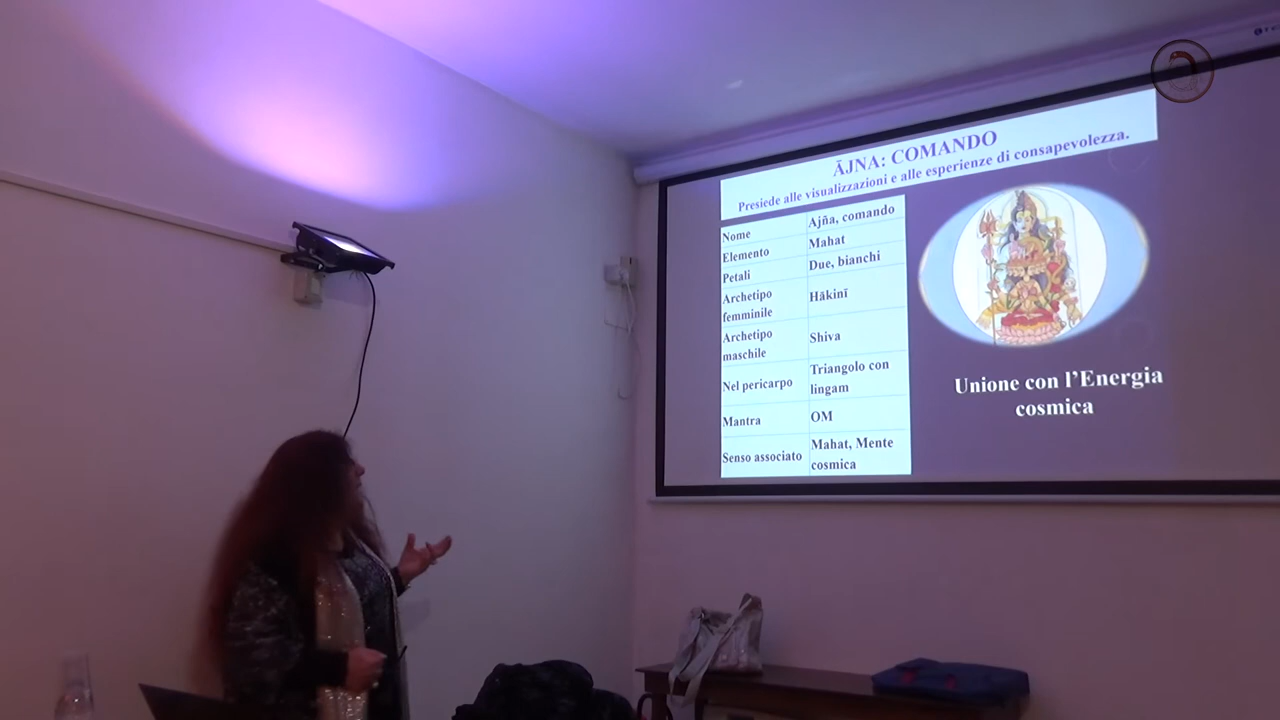 ĀJNA: COMANDO
Presiede alle visualizzazioni e alle esperienze di consapevolezza.
Nome Ajña, comando
Elemento Mahat
Petali Due, bianchi
Archetipo femminile Hākinī
Archetipo maschile Shiva
Nel pericarpo Triangolo con lingam
Mantra OM
Senso associato Mahat, Mente cosmica
Unione con l'Energia
cosmica